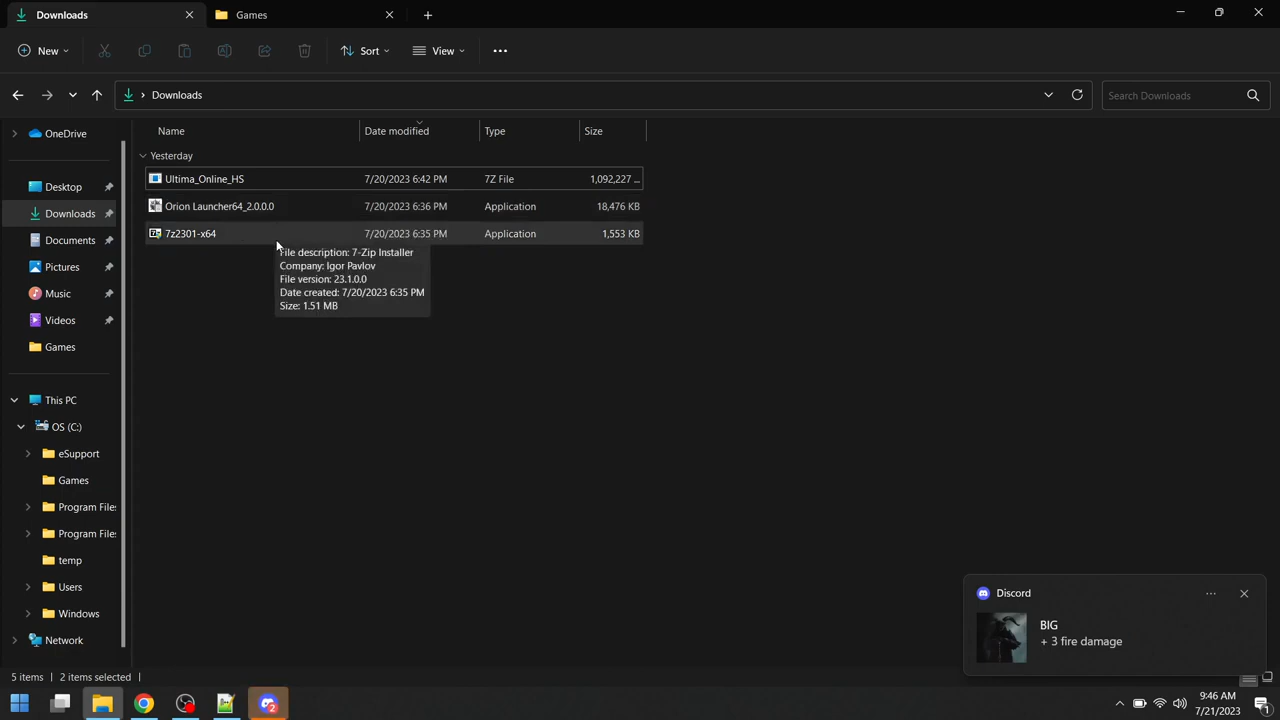 Downloads
Games
New
Sort
View
Downloads
Search Downloads
OneDrive
Desktop
Downloads
Documents
Pictures
Music
Videos
Games
This PC
OS (C:)
eSupport
Games
Program Files
Program Files
temp
Users
Windows
Network
Name Date modified Type Size
Yesterday
Ultima_Online_HS 7/20/2023 6:42 PM 7Z File 1,092,227 ...
Orion Launcher64_2.0.0.0 7/20/2023 6:36 PM Application 18,476 KB
7z2301-x64 7/20/2023 6:35 PM Application 1,553 KB
File description: 7-Zip Installer
Company: Igor Pavlov
File version: 23.1.0.0
Date created: 7/20/2023 6:35 PM
Size: 1.51 MB
Discord
BIG
+ 3 fire damage
5 items 2 items selected
2
9:46 AM
7/21/2023
1